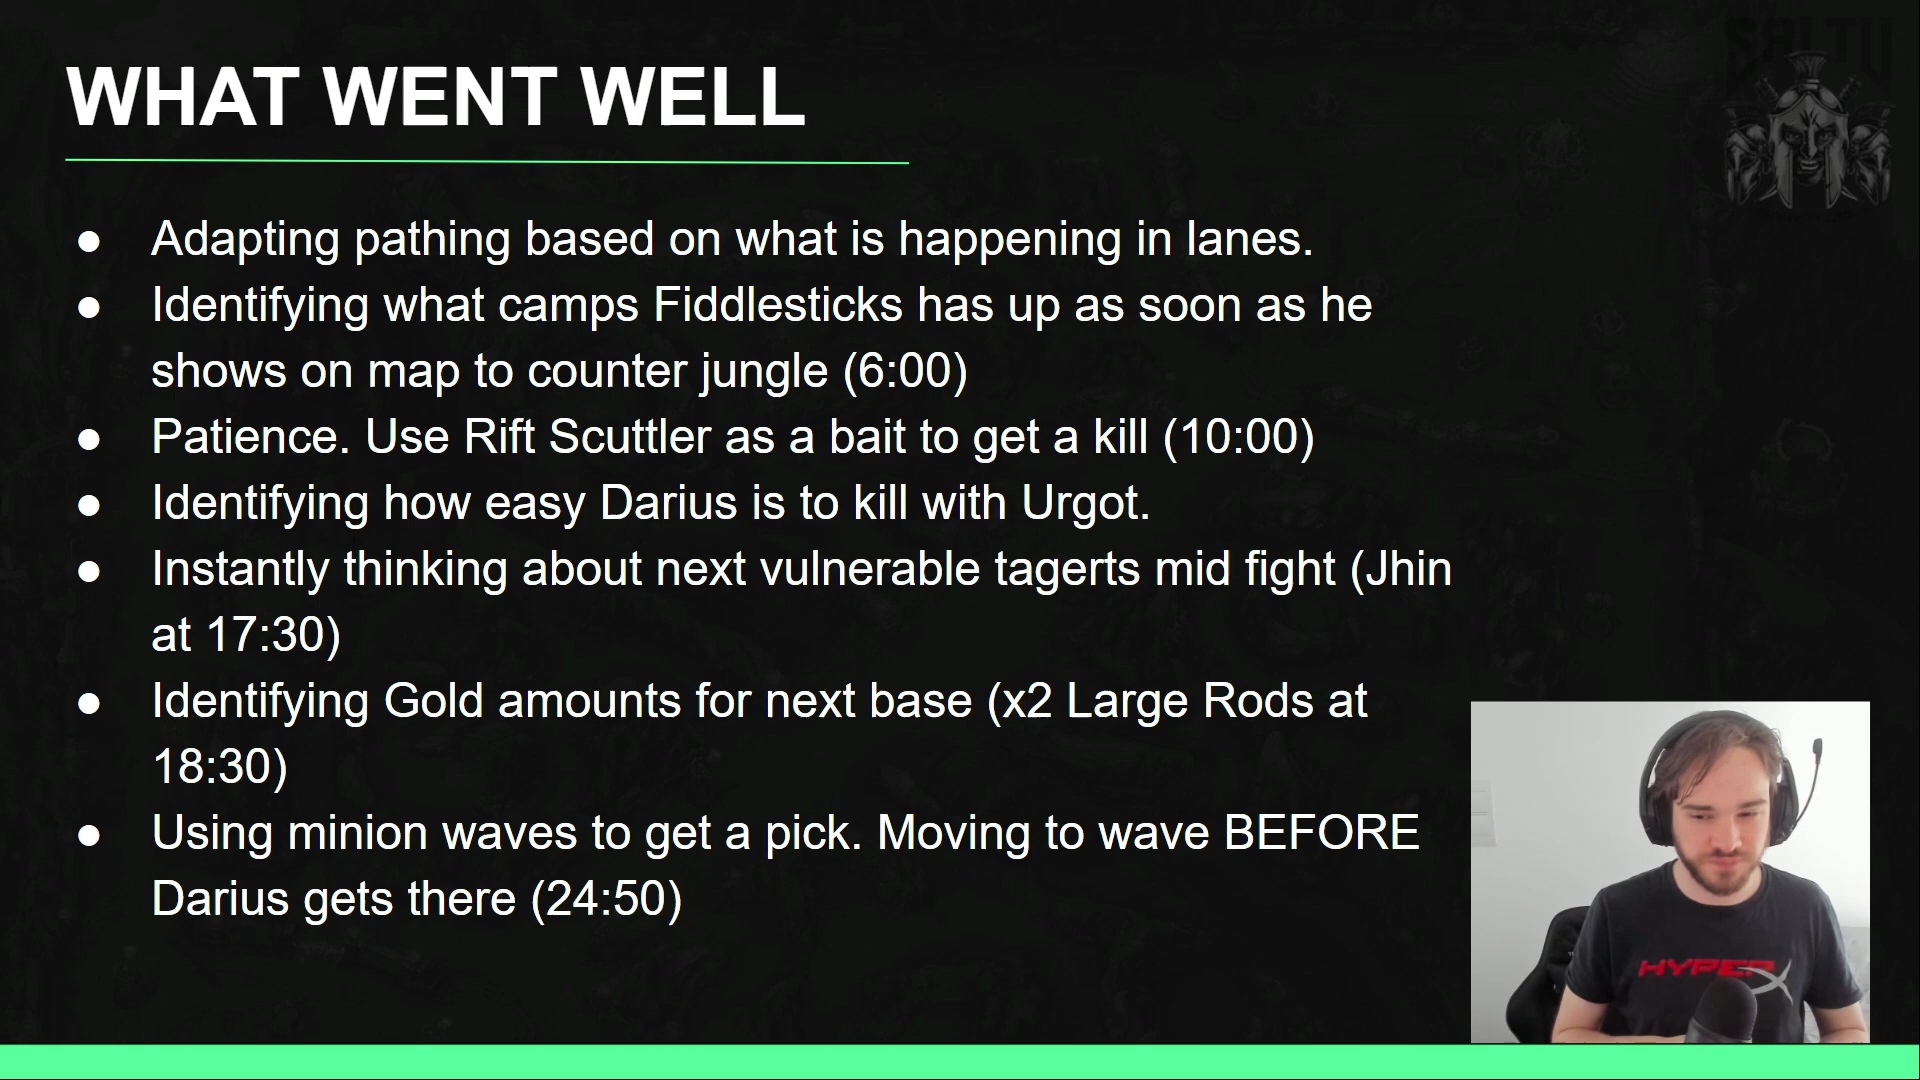 SALTU
WHAT WENT WELL
● Adapting pathing based on what is happening in lanes.
● Identifying what camps Fiddlesticks has up as soon as he
shows on map to counter jungle (6:00)
● Patience. Use Rift Scuttler as a bait to get a kill (10:00)
● Identifying how easy Darius is to kill with Urgot.
● Instantly thinking about next vulnerable tagerts mid fight (Jhin
at 17:30)
● Identifying Gold amounts for next base (x2 Large Rods at
18:30)
● Using minion waves to get a pick. Moving to wave BEFORE
Darius gets there (24:50)
HYPERX